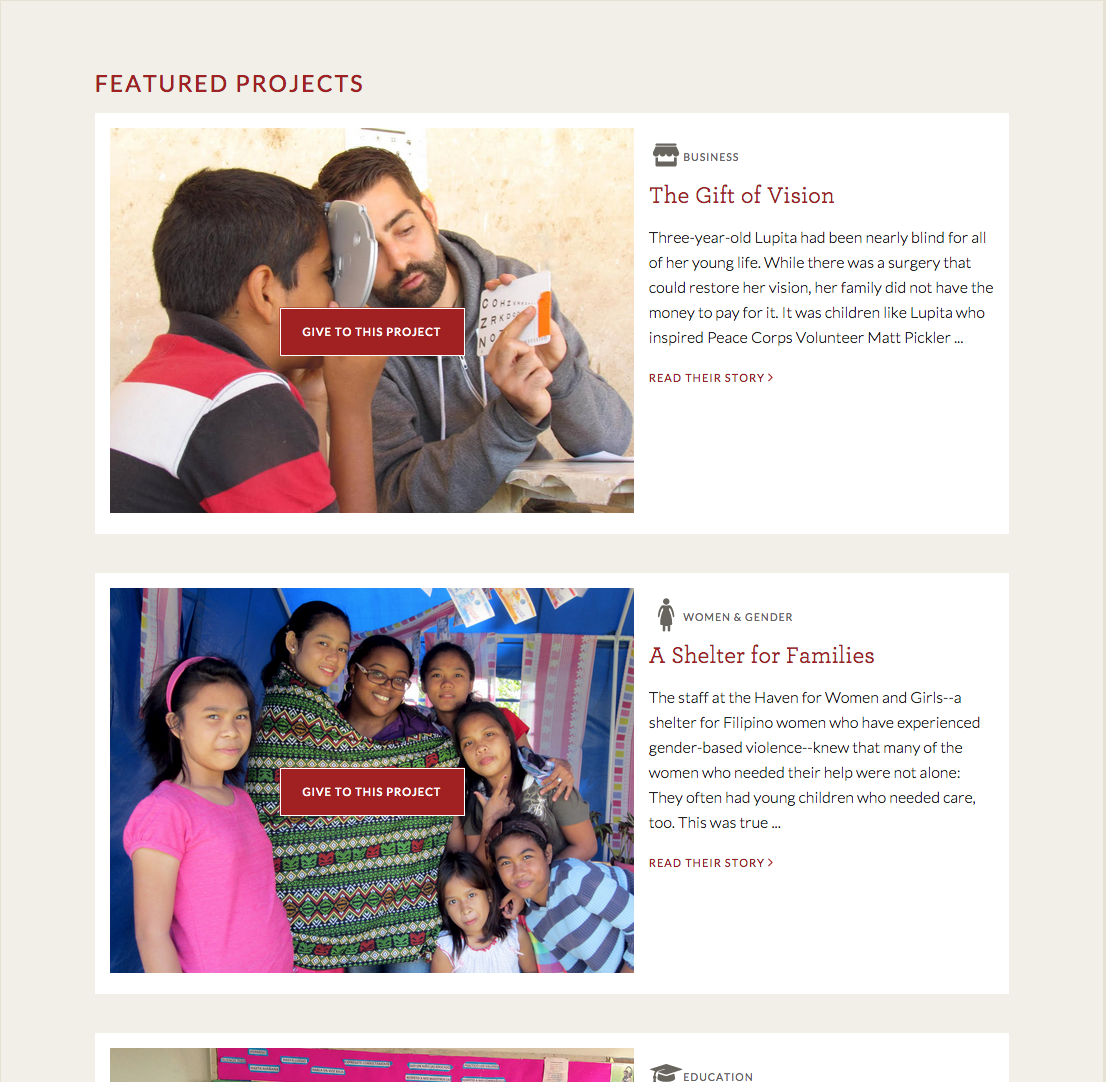 FEATURED PROJECTS
BUSINESS
The Gift of Vision
Three-year-old Lupita had been nearly blind for all
of her young life. While there was a surgery that
could restore her vision, her family did not have the
money to pay for it. It was children like Lupita who
inspired Peace Corps Volunteer Matt Pickler ...
READ THEIR STORY >
C O H Z
Z R K
N O
GIVE TO THIS PROJECT
WOMEN & GENDER
A Shelter for Families
The staff at the Haven for Women and Girls--a
shelter for Filipino women who have experienced
gender-based violence--knew that many of the
women who needed their help were not alone:
They often had young children who needed care,
too. This was true ...
READ THEIR STORY >
GIVE TO THIS PROJECT
EDUCATION